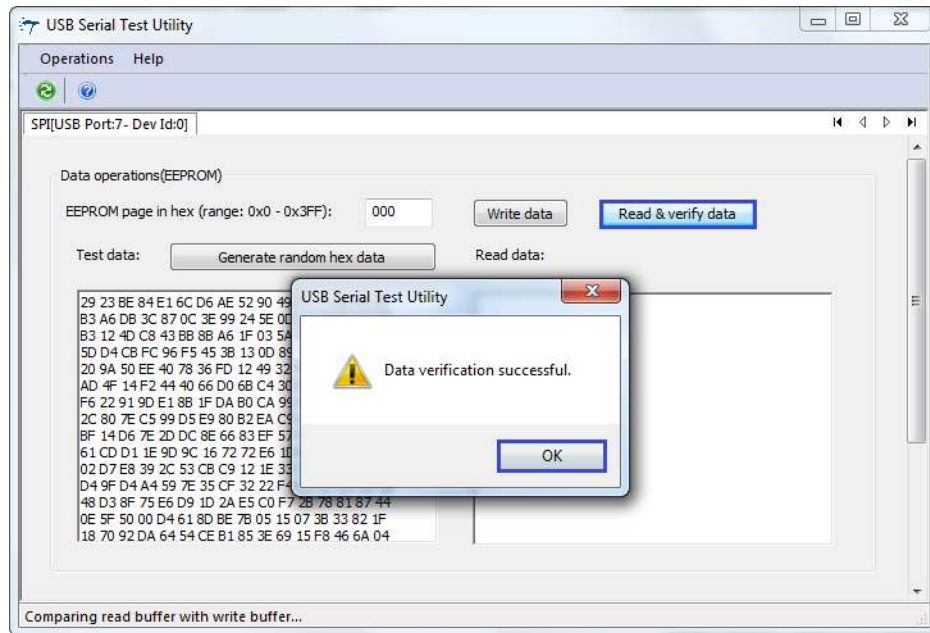 USB Serial Test Utility
Operations Help
SPI[USB Port:7- Dev Id:0]
Data operations(EEPROM)
EEPROM page in hex (range: 0x0 - 0x3FF): 000 Write data Read & verify data
Test data: Generate random hex data Read data:
29 23 BE 84 E1 6C D6 AE 52 90 49
B3 A6 DB 3C 87 0C 3E 99 24 5E 0D
B3 12 4D C8 43 BB 8B A6 1F 03 5A
5D D4 CB FC 96 F5 45 3B 13 0D 89
20 9A 50 EE 40 78 36 FD 12 49 32
AD 4F 14 F2 44 40 66 D0 6B C4 30
F6 22 91 9D E1 8B 1F DA B0 CA 99
2C 80 7E C5 99 D5 E9 80 B2 EA C9
BF 14 D6 7E 2D DC 8E 66 83 EF 57
61 CD D1 1E 9D 9C 16 72 72 E6 1D
02 D7 E8 39 2C 53 CB C9 12 1E 33
D4 9F D4 A4 59 7E 35 CF 32 22 F4
48 D3 8F 75 E6 D9 1D 2A E5 C0 F7 2B 78 81 87 44
0E 5F 50 00 D4 61 8D BE 7B 05 15 07 3B 33 82 1F
18 70 92 DA 64 54 CE B1 85 3E 69 15 F8 46 6A 04
USB Serial Test Utility
Data verification successful.
OK
Comparing read buffer with write buffer...